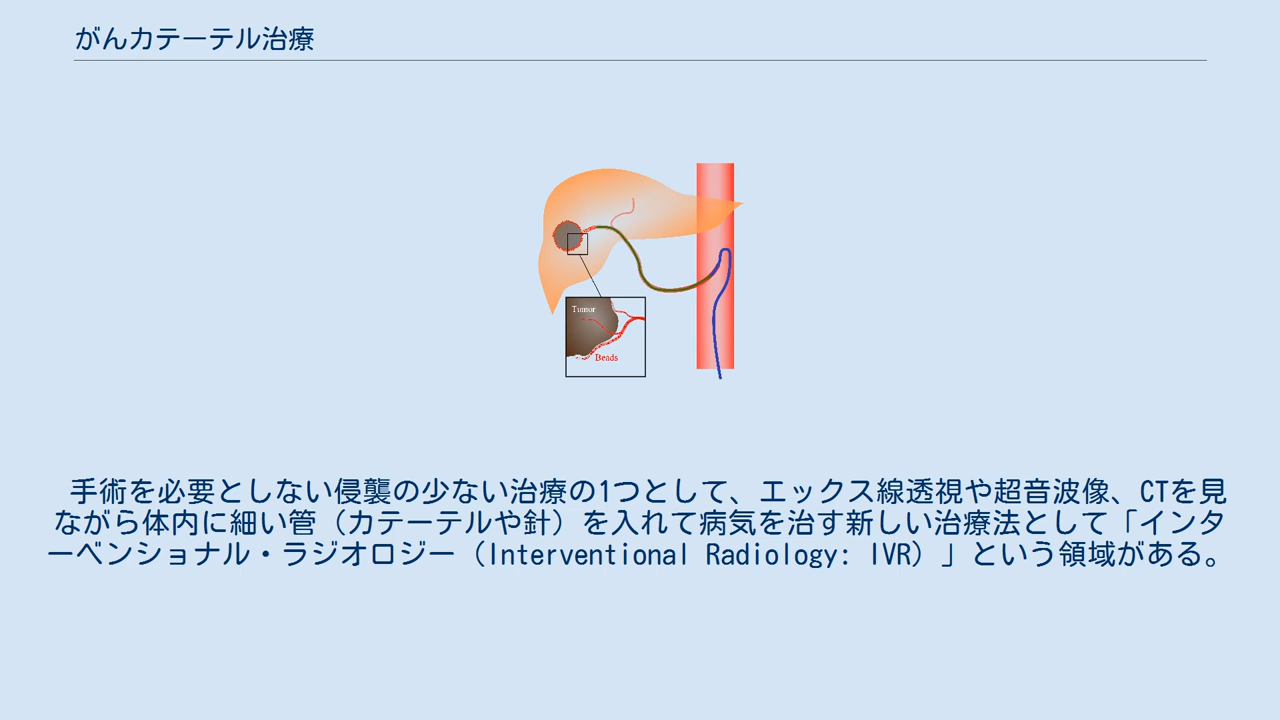 がんカテーテル治療
Tumor
Beads
手術を必要としない侵襲の少ない治療の1つとして、エックス線透視や超音波像、CTを見
ながら体内に細い管（カテーテルや針）を入れて病気を治す新しい治療法として「インタ
ーベンショナル・ラジオロジー（Interventional Radiology: IVR）」という領域がある。